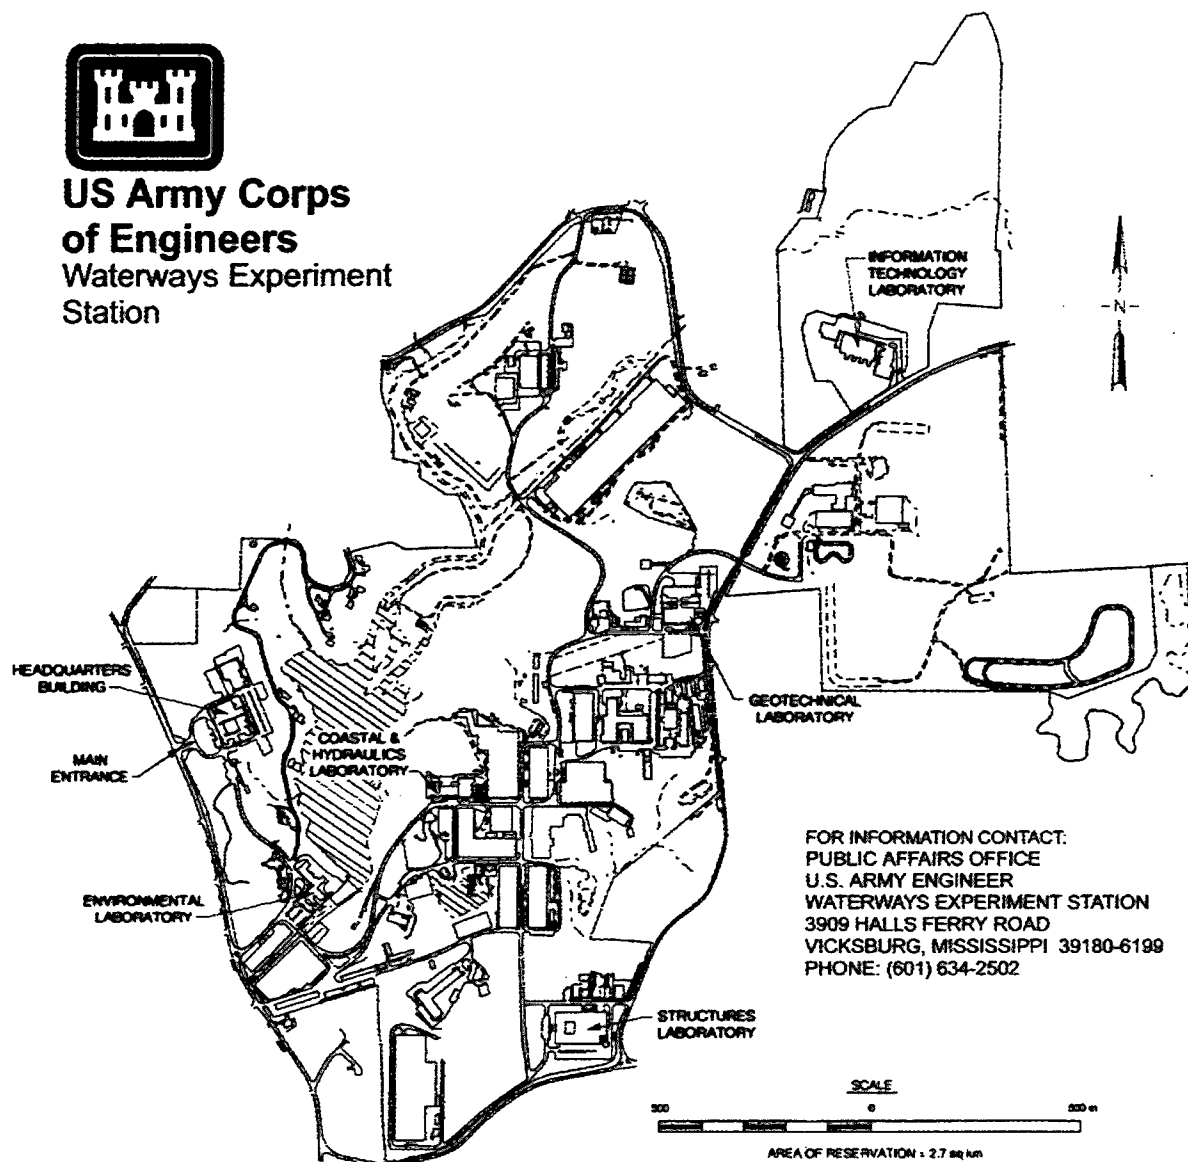 US Army Corps
of Engineers
Waterways Experiment
Station
INFORMATION
TECHNOLOGY
LABORATORY
N
HEADQUARTERS
BUILDING
MAIN
ENTRANCE
COASTAL &
HYDRAULICS
LABORATORY
GEOTECHNICAL
LABORATORY
ENVIRONMENTAL
LABORATORY
FOR INFORMATION CONTACT:
PUBLIC AFFAIRS OFFICE
U.S. ARMY ENGINEER
WATERWAYS EXPERIMENT STATION
3909 HALLS FERRY ROAD
VICKSBURG, MISSISSIPPI 39180-6199
PHONE: (601) 634-2502
STRUCTURES
LABORATORY
SCALE
0 500 m
AREA OF RESERVATION = 2.7 sq km